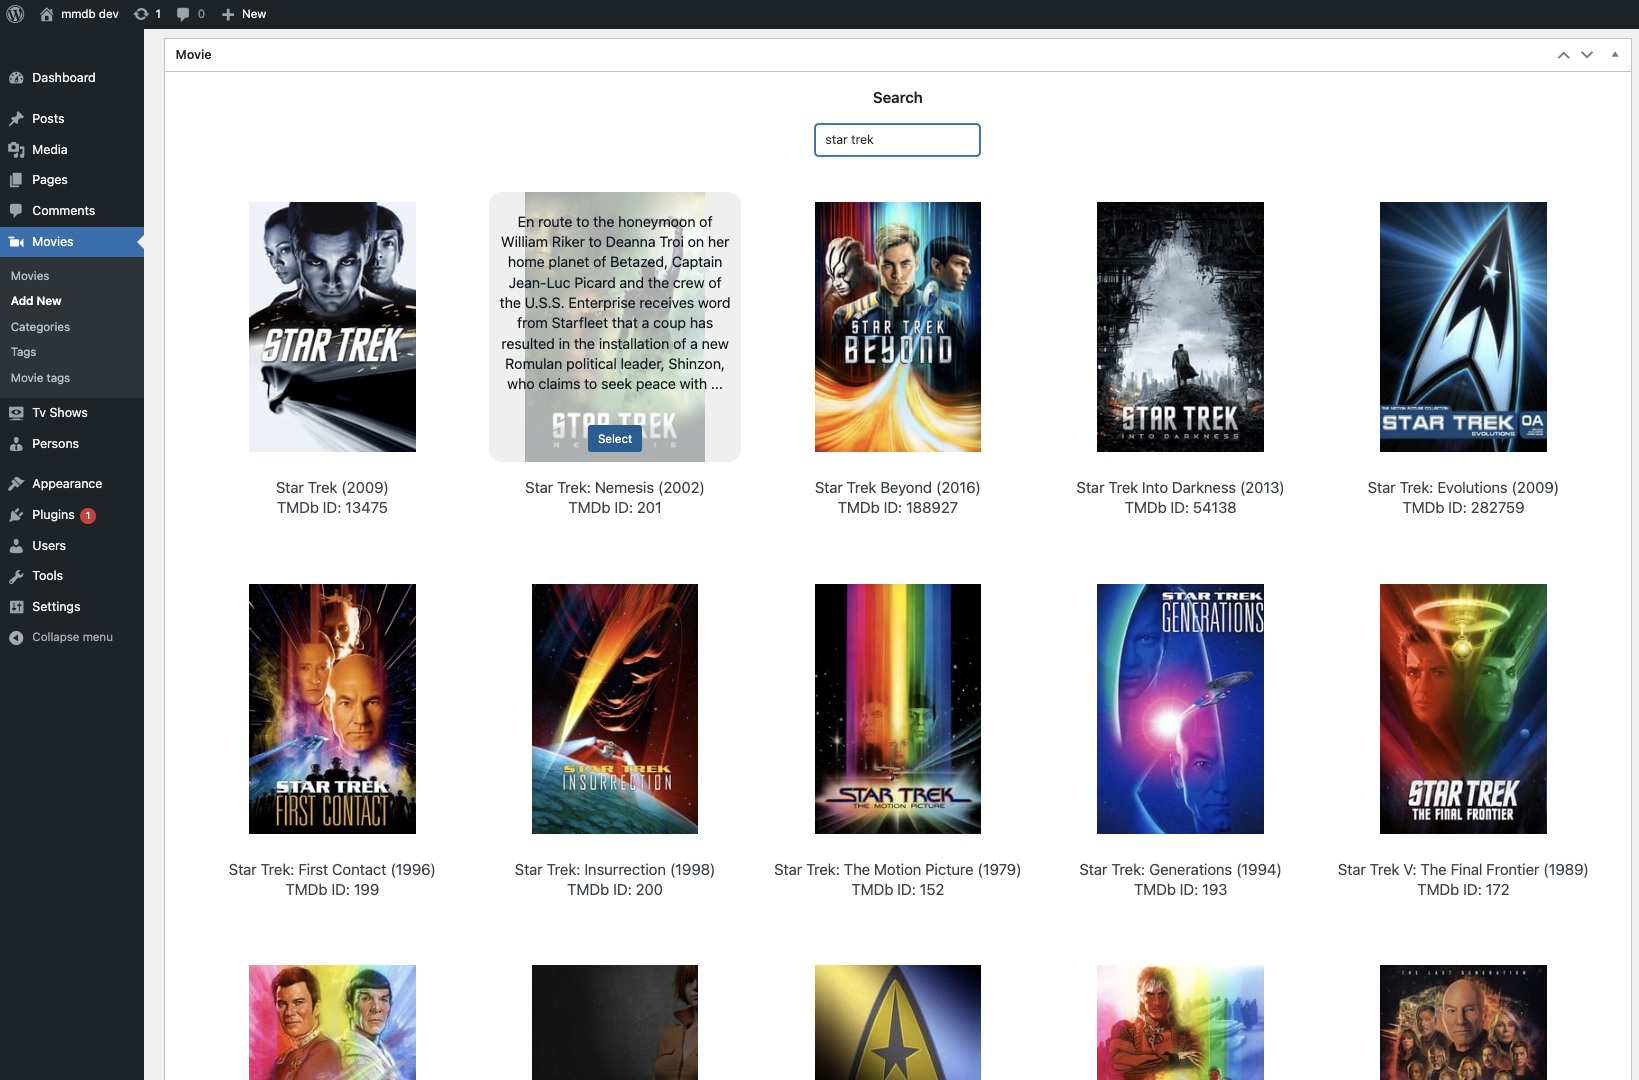 mmdb dev
1
0
New
Dashboard
Posts
Media
Pages
Comments
Movies
Movies
Add New
Categories
Tags
Movie tags
Tv Shows
Persons
Appearance
Plugins 1
Users
Tools
Settings
Collapse menu
Movie
Search
star trek
STAR TREK
En route to the honeymoon of
William Riker to Deanna Troi on her
home planet of Betazed, Captain
Jean-Luc Picard and the crew of
the U.S.S. Enterprise receives word
from Starfleet that a coup has
resulted in the installation of a new
Romulan political leader, Shinzon,
who claims to seek peace with ...
STAR TREK
Select
STAR TREK
BEYOND
STAR TREK
INTO DARKNESS
THE MOTION PICTURE COLLECTION
STAR TREK
EVOLUTIONS
Star Trek (2009)
TMDb ID: 13475
Star Trek: Nemesis (2002)
TMDb ID: 201
Star Trek Beyond (2016)
TMDb ID: 188927
Star Trek Into Darkness (2013)
TMDb ID: 54138
Star Trek: Evolutions (2009)
TMDb ID: 282759
STAR TREK
FIRST CONTACT
STAR TREK
INSURRECTION
STAR TREK
THE MOTION PICTURE
STAR TREK
GENERATIONS
STAR TREK
THE FINAL FRONTIER
Star Trek: First Contact (1996)
TMDb ID: 199
Star Trek: Insurrection (1998)
TMDb ID: 200
Star Trek: The Motion Picture (1979)
TMDb ID: 152
Star Trek: Generations (1994)
TMDb ID: 193
Star Trek V: The Final Frontier (1989)
TMDb ID: 172
THE LAST GENERATION